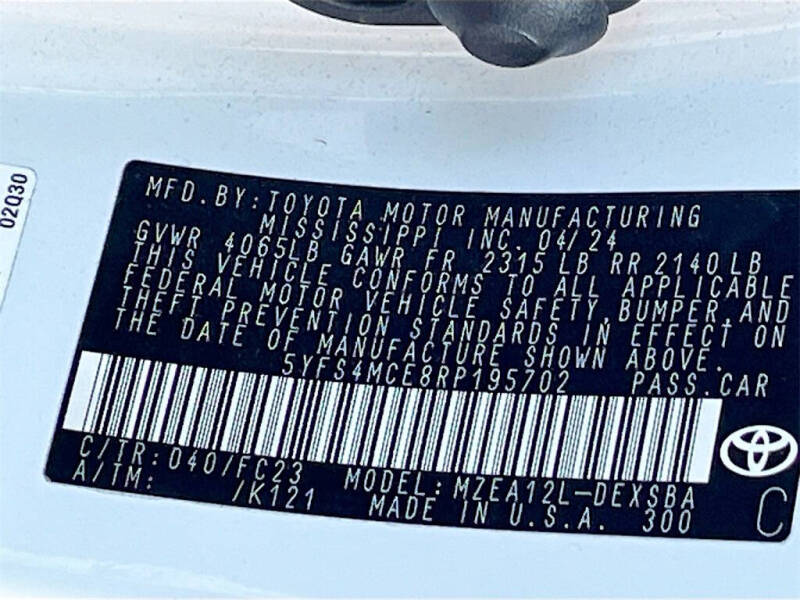 02Q30
MFD. BY: TOYOTA MOTOR MANUFACTURING
MISSISSIPPI INC. 04/24
GVWR 4065LB GAWR FR 2315 LB RR 2140 LB
THIS VEHICLE CONFORMS TO ALL APPLICABLE
FEDERAL MOTOR VEHICLE SAFETY, BUMPER, AND
THEFT PREVENTION STANDARDS IN EFFECT ON
THE DATE OF MANUFACTURE SHOWN ABOVE.
5YFS4MCE8RP195702 PASS. CAR
C/TR: 040/FC23 MODEL: MZEA12L-DEXSBA
A/TM: /K121 MADE IN U.S.A. 300
C